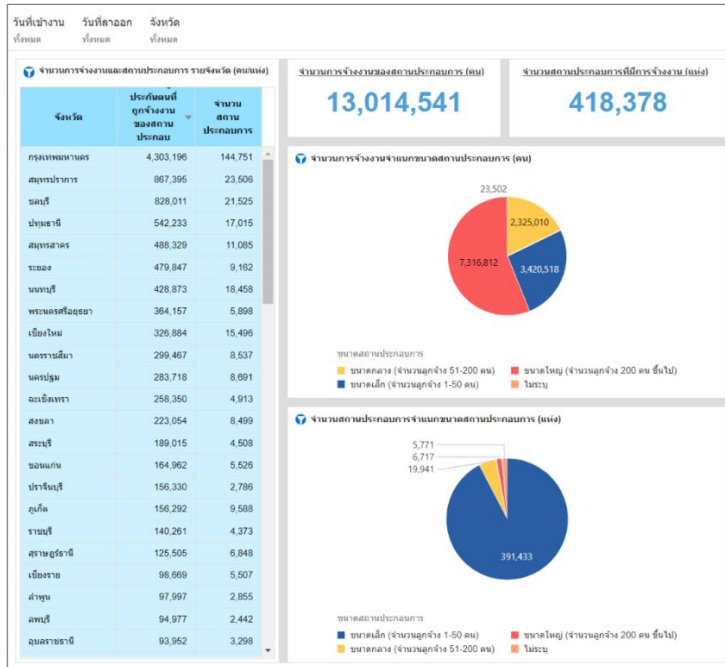 วันที่เข้างาน วันที่ลาออก จังหวัด
ทั้งหมด ทั้งหมด ทั้งหมด
จำนวนการจ้างงานและสถานประกอบการ รายจังหวัด (คน/แห่ง)
จังหวัด
ประกันตนที่
ถูกจ้างงาน
ของสถาน
ประกอบ
จำนวน
สถาน
ประกอบการ
กรุงเทพมหานคร 4,303,196 144,751
สมุทรปราการ 867,395 23,506
ชลบุรี 828,011 21,525
ปทุมธานี 542,233 17,015
สมุทรสาคร 488,329 11,085
ระยอง 479,847 9,162
นนทบุรี 428,873 18,458
พระนครศรีอยุธยา 364,157 5,898
เชียงใหม่ 326,884 15,496
นครราชสีมา 299,467 8,537
นครปฐม 283,718 8,691
ฉะเชิงเทรา 258,350 4,913
สงขลา 223,054 8,499
สระบุรี 189,015 4,508
ขอนแก่น 164,962 5,526
ปราจีนบุรี 156,330 2,786
ภูเก็ต 156,292 9,588
ราชบุรี 140,261 4,373
สุราษฎร์ธานี 125,505 6,848
เชียงราย 98,669 5,507
ลำพูน 97,997 2,855
ลพบุรี 94,977 2,442
อุบลราชธานี 93,952 3,298
จำนวนการจ้างงานของสถานประกอบการ (คน)
13,014,541
จำนวนสถานประกอบการที่มีการจ้างงาน (แห่ง)
418,378
จำนวนการจ้างงานจำแนกขนาดสถานประกอบการ (คน)
23,502
2,325,010
7,316,812
3,420,518
ขนาดสถานประกอบการ
ขนาดกลาง (จำนวนลูกจ้าง 51-200 คน) ขนาดใหญ่ (จำนวนลูกจ้าง 200 คน ขึ้นไป)
ขนาดเล็ก (จำนวนลูกจ้าง 1-50 คน) ไม่ระบุ
จำนวนสถานประกอบการจำแนกขนาดสถานประกอบการ (แห่ง)
5,771
6,717
19,941
391,433
ขนาดสถานประกอบการ
ขนาดเล็ก (จำนวนลูกจ้าง 1-50 คน) ขนาดใหญ่ (จำนวนลูกจ้าง 200 คน ขึ้นไป)
ขนาดกลาง (จำนวนลูกจ้าง 51-200 คน) ไม่ระบุ